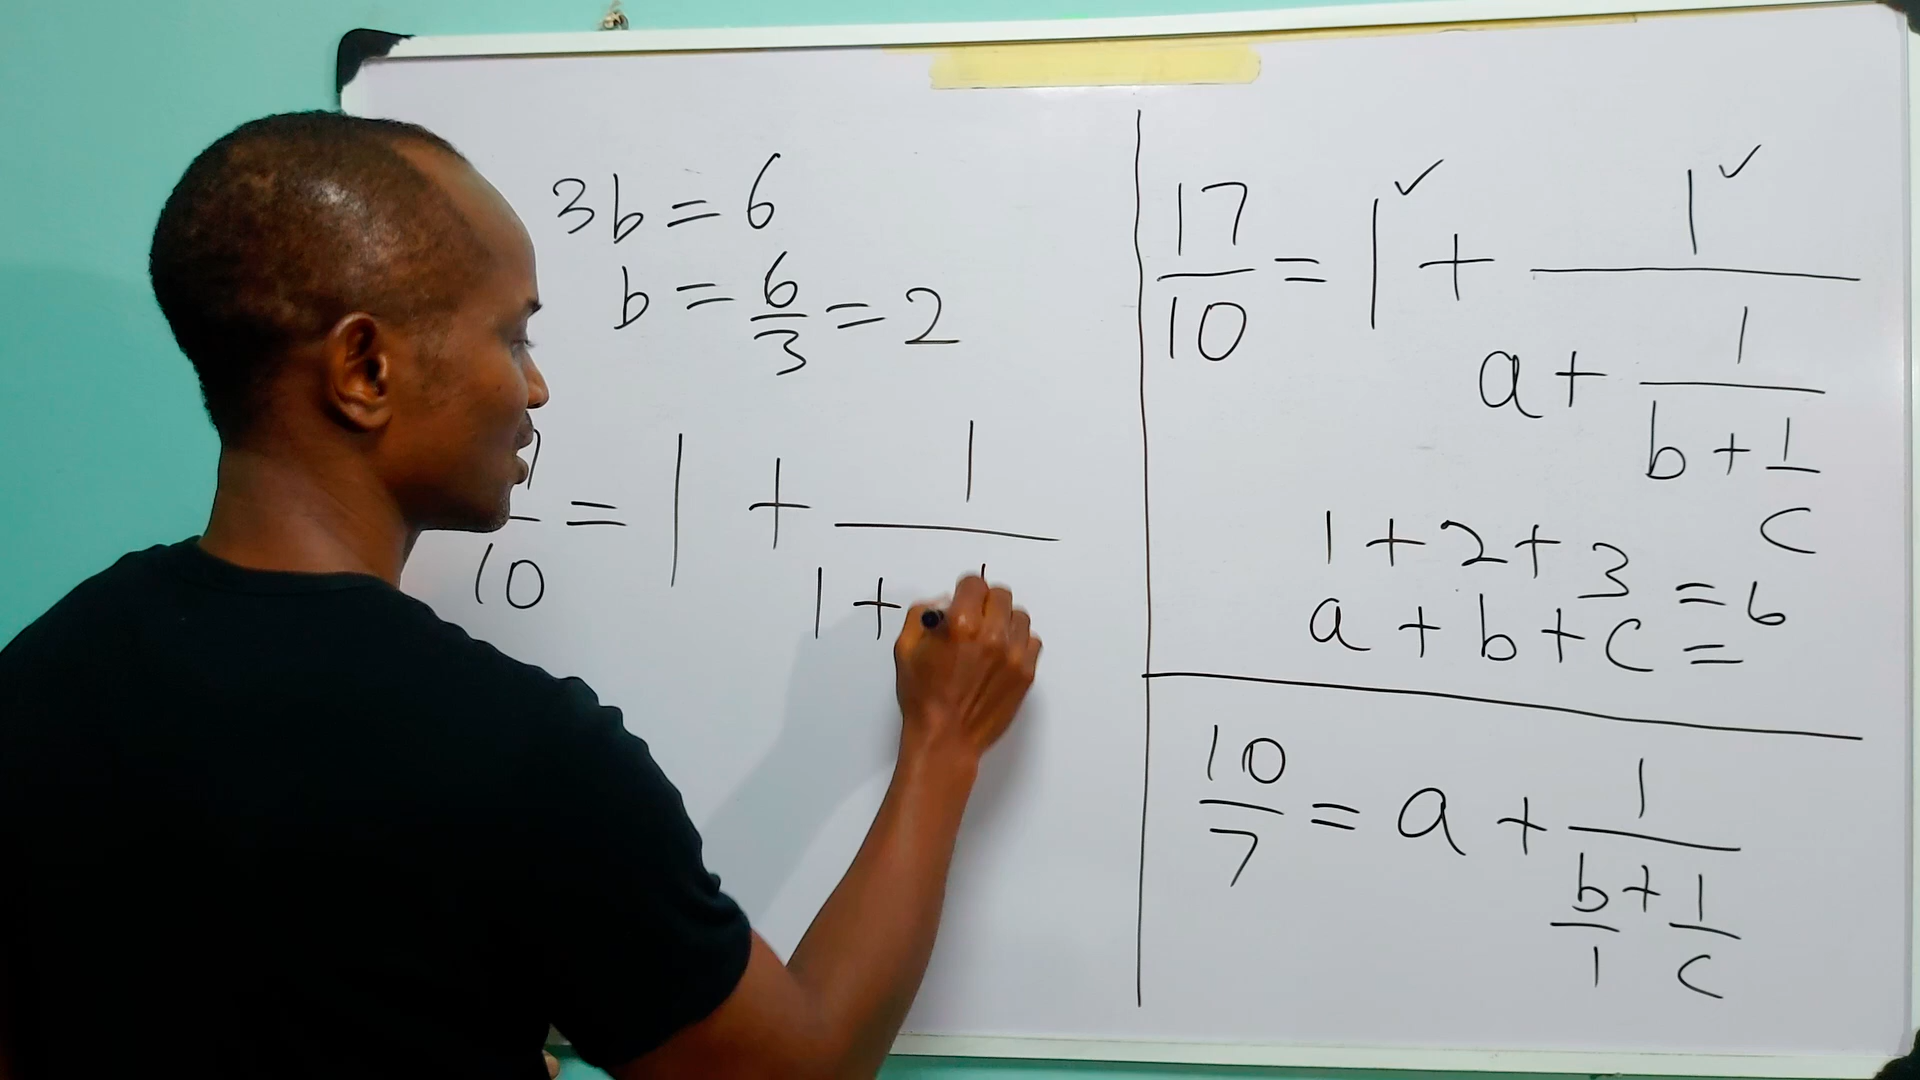 3b = 6
b = 6/3 = 2
7/10 = 1 + 1/(1 +
17/10 = 1 ✓ + 1 ✓/(a + 1/(b + 1/c))
1 + 2 + 3 = 6
a + b + c =
10/7 = a + 1/(b/1 + 1/c)